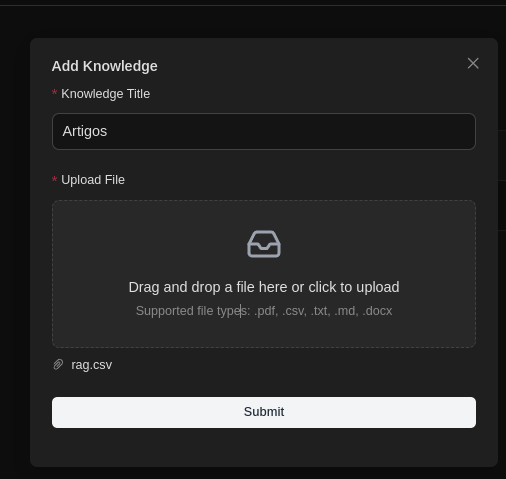 Add Knowledge
* Knowledge Title
Artigos
* Upload File
Drag and drop a file here or click to upload
Supported file types: .pdf, .csv, .txt, .md, .docx
rag.csv
Submit